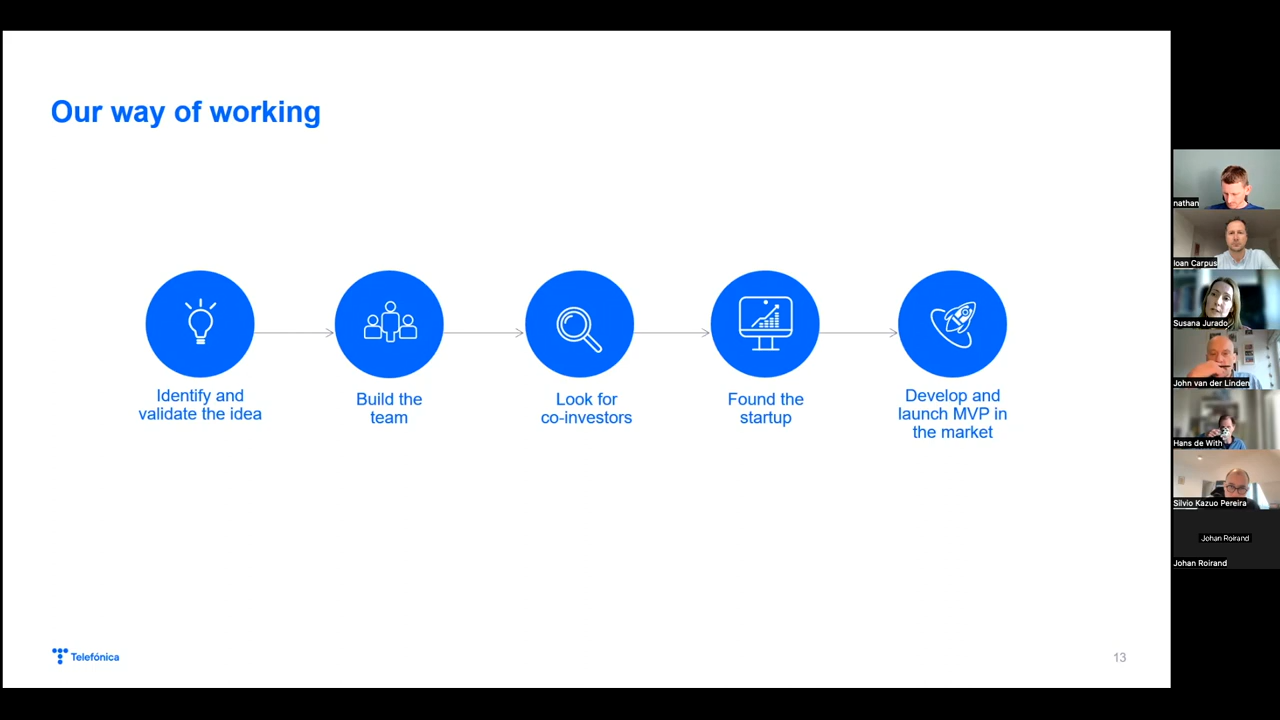 Our way of working
Identify and
validate the idea
Build the
team
Look for
co-investors
Found the
startup
Develop and
launch MVP in
the market
Telefónica
13
nathan
Ioan Carpus
Susana Jurado
John van der Linden
Hans de With
Silvio Kazuo Pereira
Johan Roirand
Johan Roirand